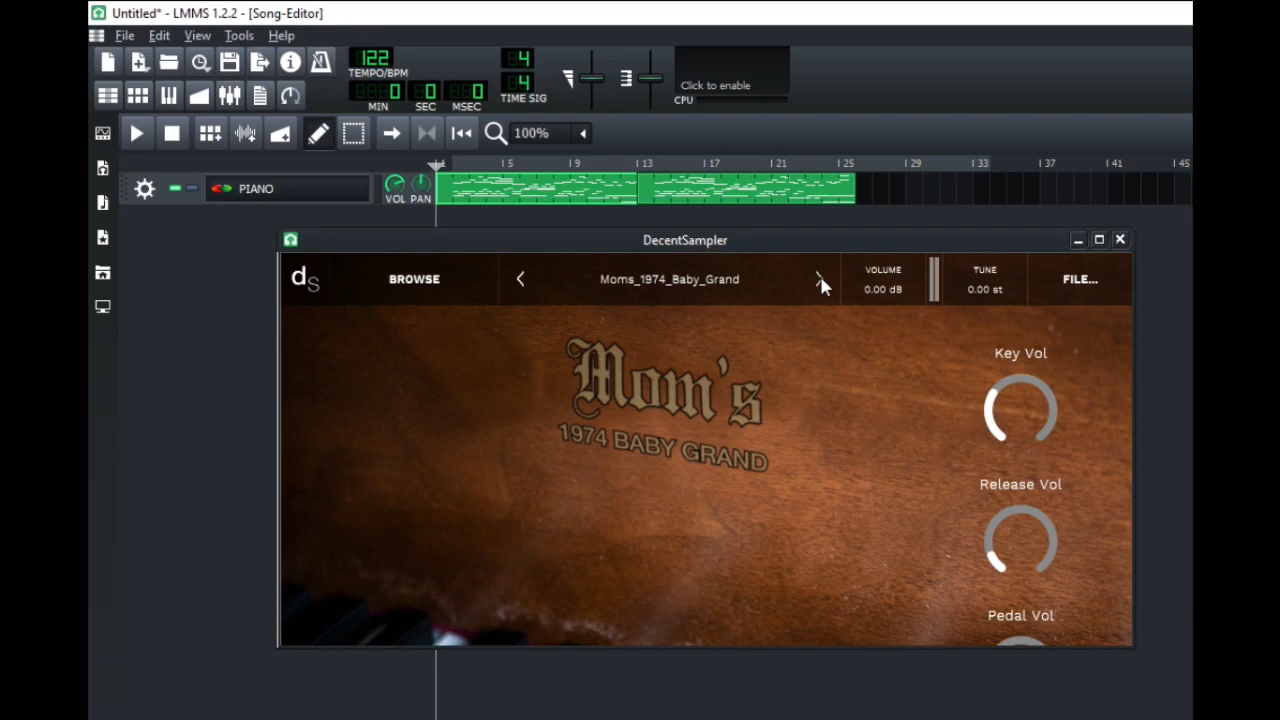 Untitled* - LMMS 1.2.2 - [Song-Editor]
File Edit View Tools Help
122
TEMPO/BPM
0 0 0
MIN SEC MSEC
4
4
TIME SIG
Click to enable
CPU
100%
1 5 9 13 17 21 25 29 33 37 41 45
PIANO
VOL PAN
DecentSampler
ds
BROWSE
Moms_1974_Baby_Grand
VOLUME
0.00 dB
TUNE
0.00 st
FILE...
Mom's
1974 BABY GRAND
Key Vol
Release Vol
Pedal Vol